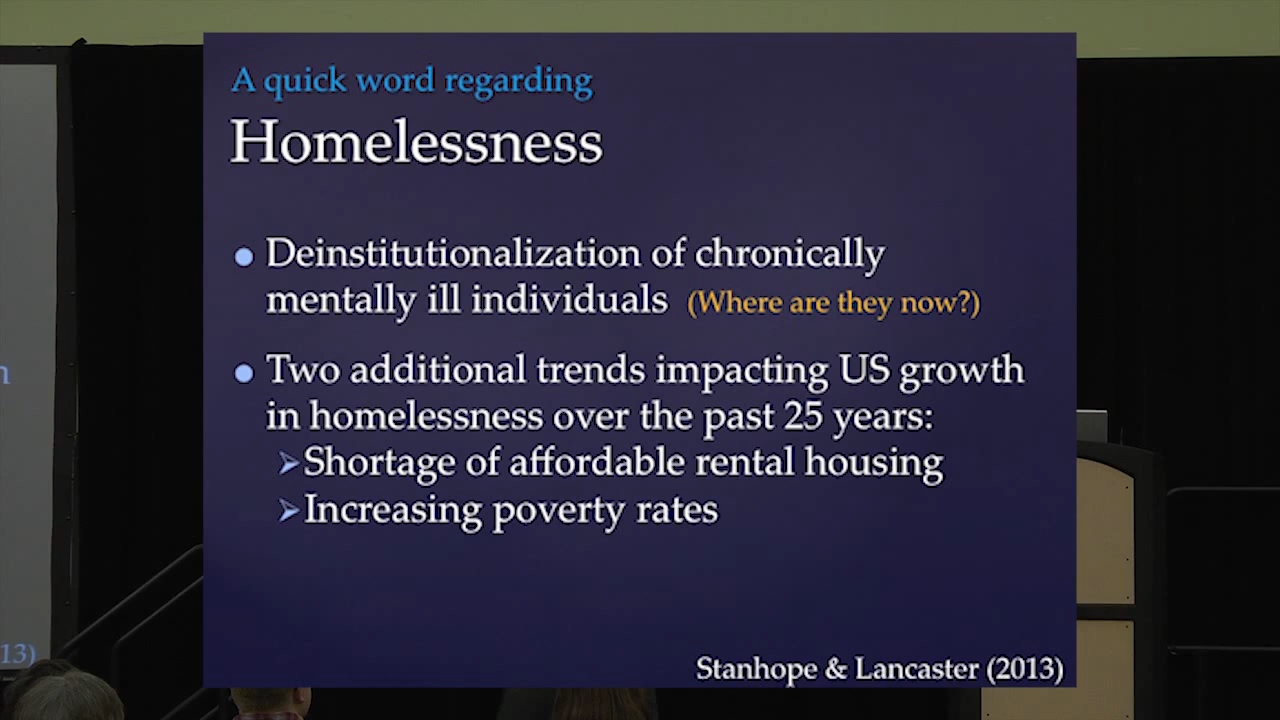 A quick word regarding
Homelessness
● Deinstitutionalization of chronically
mentally ill individuals (Where are they now?)
● Two additional trends impacting US growth
in homelessness over the past 25 years:
➢Shortage of affordable rental housing
➢Increasing poverty rates
Stanhope & Lancaster (2013)
n
13)